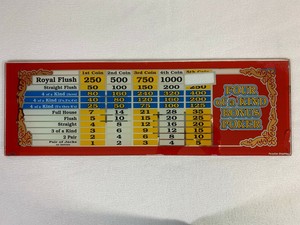 1st Coin 2nd Coin 3rd Coin 4th Coin 5th Coin
Royal Flush 250 500 750 1000
Straight Flush 50 100 150 200 250
4 of a Kind 80 160 240 320 400
4 of a Kind 40 80 120 160 200
4 of a Kind 25 50 75 100 125
Full House 7 14 21 28 35
Flush 5 10 15 20 25
Straight 4 8 12 16 20
3 of a Kind 3 6 9 12 15
2 Pair 2 4 6 8 10
Pair of Jacks 1 2 3 4 5
FOUR
of a KIND
BONUS
POKER